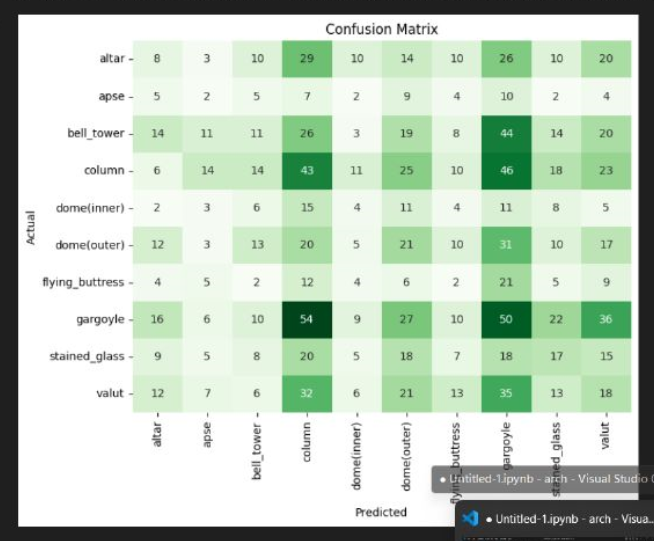 Confusion Matrix
altar 8 3 10 29 10 14 10 26 10 20
apse 5 2 5 7 2 9 4 10 2 4
bell_tower 14 11 11 26 3 19 8 44 14 20
column 6 14 14 43 11 25 10 46 18 23
dome(inner) 2 3 6 15 4 11 4 11 8 5
dome(outer) 12 3 13 20 5 21 10 31 10 17
flying_buttress 4 5 2 12 4 6 2 21 5 9
gargoyle 16 6 10 54 9 27 10 50 22 36
stained_glass 9 5 8 20 5 18 7 18 17 15
valut 12 7 6 32 6 21 13 35 13 18
Actual
altar apse bell_tower column dome(inner) dome(outer) flying_buttress gargoyle stained_glass valut
Predicted
● Untitled-1.ipynb - arch - Visual Studio
● Untitled-1.ipynb - arch - Visua...